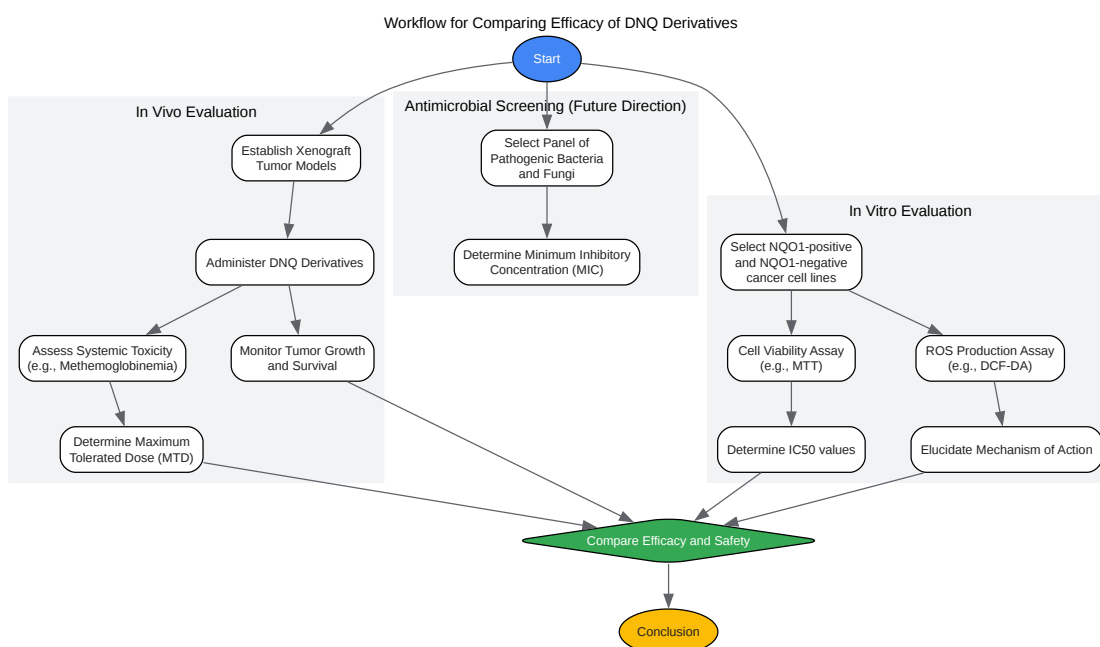 Workflow for Comparing Efficacy of DNQ Derivatives
Start
In Vivo Evaluation
Establish Xenograft
Tumor Models
Administer DNQ Derivatives
Assess Systemic Toxicity
(e.g., Methemoglobinemia)
Monitor Tumor Growth
and Survival
Determine Maximum
Tolerated Dose (MTD)
Antimicrobial Screening (Future Direction)
Select Panel of
Pathogenic Bacteria
and Fungi
Determine Minimum Inhibitory
Concentration (MIC)
In Vitro Evaluation
Select NQO1-positive
and NQO1-negative
cancer cell lines
Cell Viability Assay
(e.g., MTT)
ROS Production Assay
(e.g., DCF-DA)
Determine IC50 values
Elucidate Mechanism of Action
Compare Efficacy and Safety
Conclusion